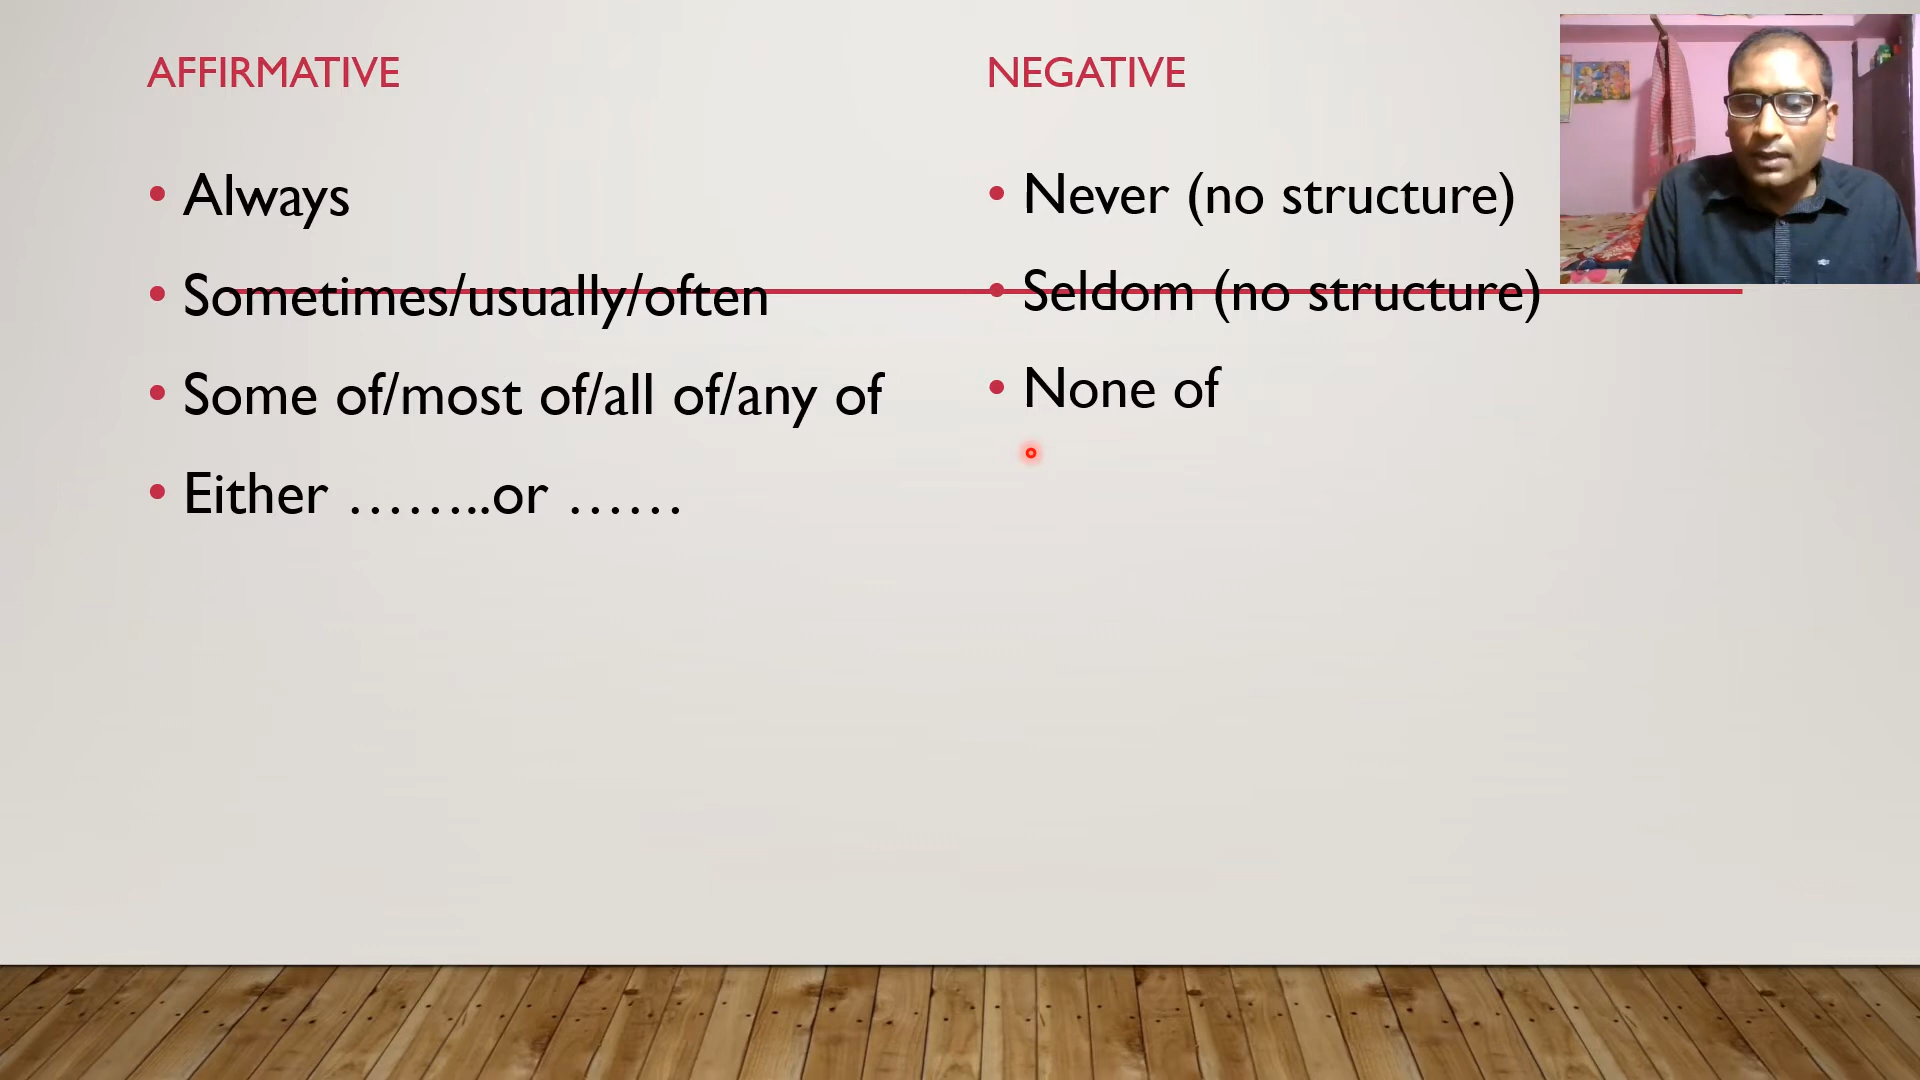 AFFIRMATIVE
• Always
• Sometimes/usually/often
• Some of/most of/all of/any of
• Either ……..or ……
NEGATIVE
• Never (no structure)
• Seldom (no structure)
• None of